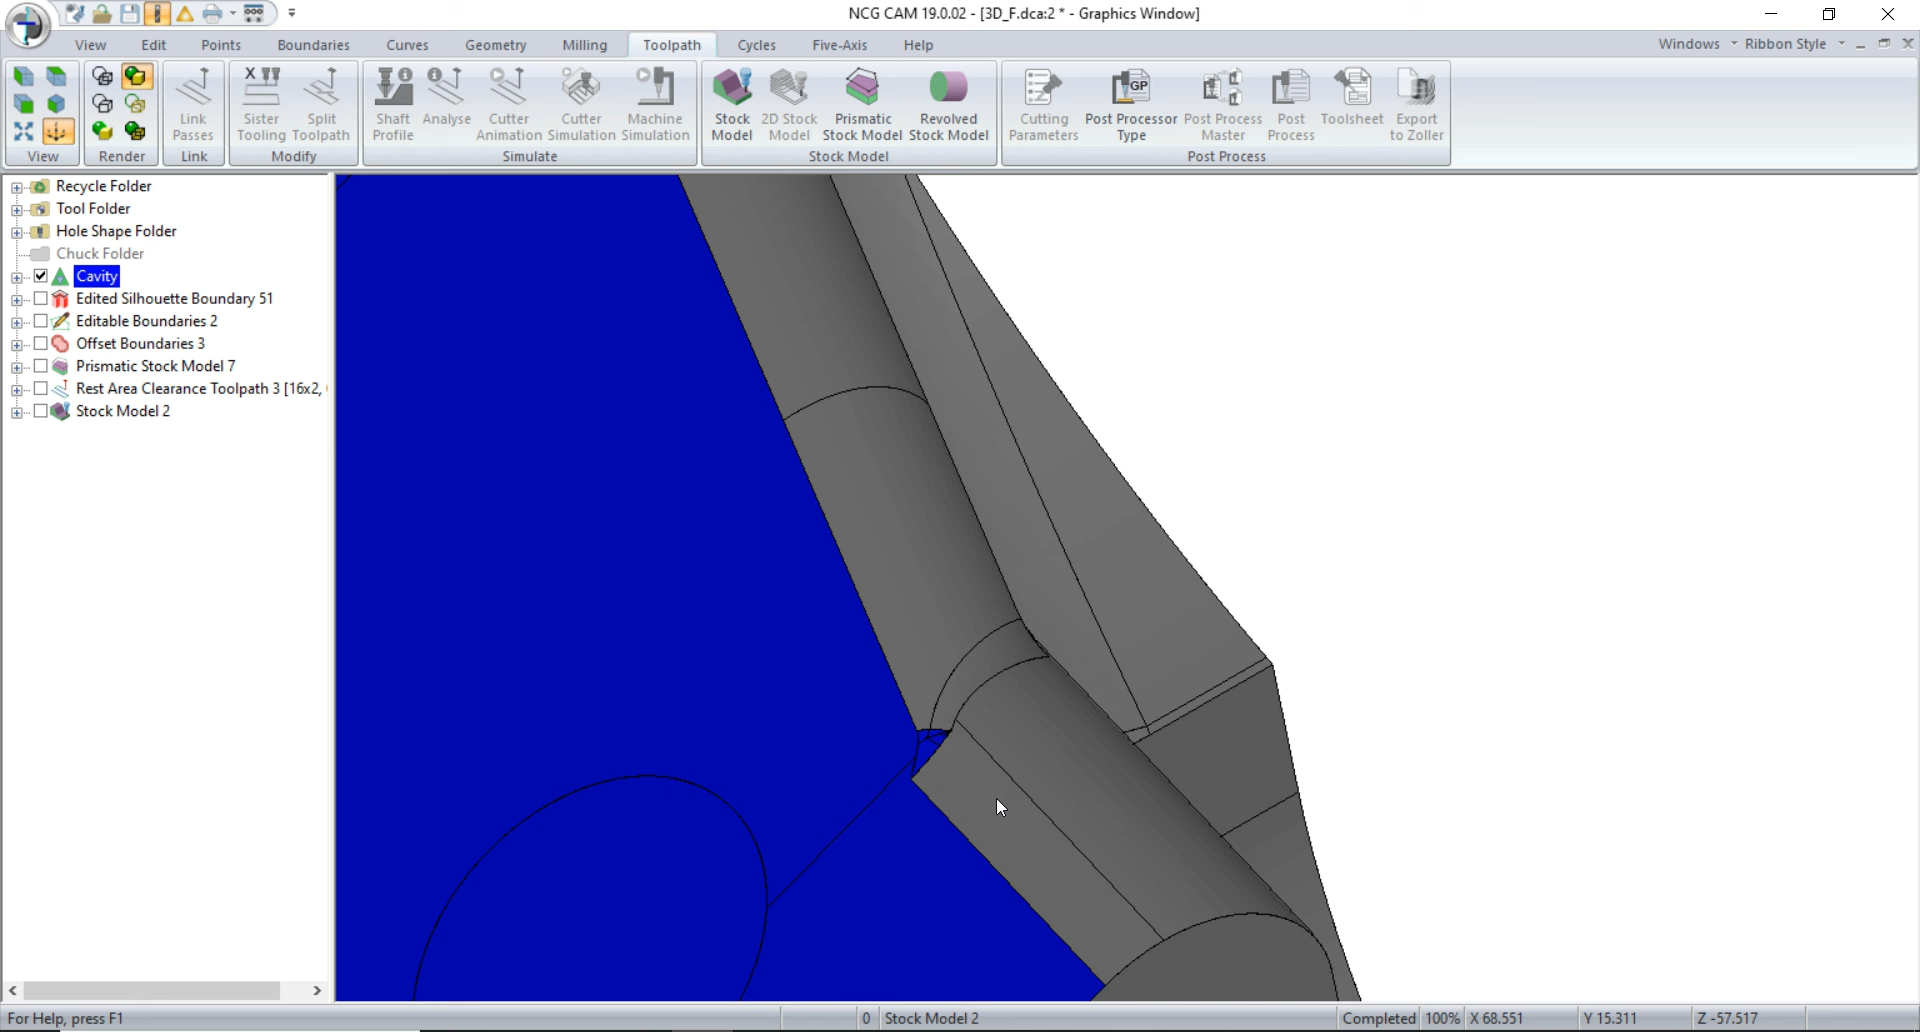 NCG CAM 19.0.02 - [3D_F.dca:2 * - Graphics Window]
View Edit Points Boundaries Curves Geometry Milling Toolpath Cycles Five-Axis Help
Windows Ribbon Style
Link Passes
Sister Tooling
Split Toolpath
Shaft Profile
Analyse
Cutter Animation
Cutter Simulation
Machine Simulation
Stock Model
2D Stock Model
Prismatic Stock Model
Revolved Stock Model
Cutting Parameters
GP
Post Processor Type
Post Process Master
Post Process
Toolsheet
Export to Zoller
View Render Link Modify Simulate Stock Model Post Process
Recycle Folder
Tool Folder
Hole Shape Folder
Chuck Folder
Cavity
Edited Silhouette Boundary 51
Editable Boundaries 2
Offset Boundaries 3
Prismatic Stock Model 7
Rest Area Clearance Toolpath 3 [16x2,
Stock Model 2
For Help, press F1 0 Stock Model 2 Completed 100% X 68.551 Y 15.311 Z -57.517